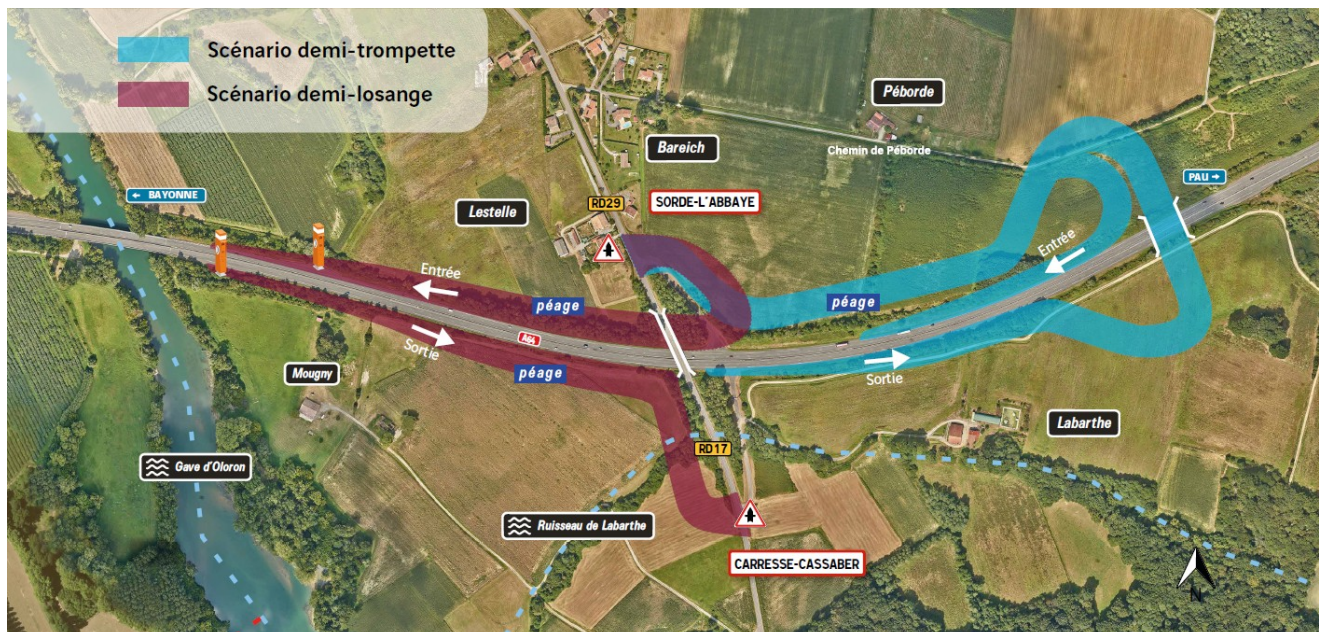 Scénario demi-trompette
Scénario demi-losange
Péborde
Chemin de Péborde
Bareich
← BAYONNE
PAU →
RD29
SORDE-L'ABBAYE
Lestelle
Entrée
Entrée
péage
péage
A64
Sortie
Sortie
péage
Mougny
Labarthe
RD17
Gave d'Oloron
Ruisseau de Labarthe
CARRESSE-CASSABER
N